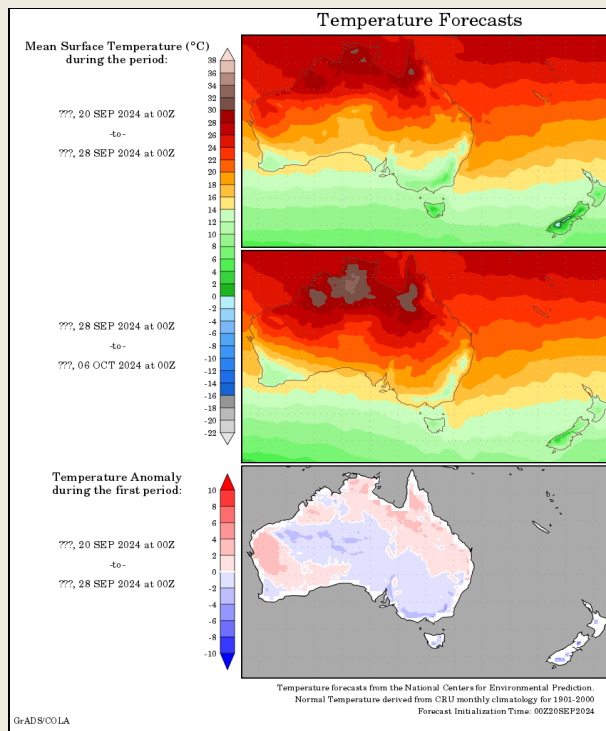 Temperature Forecasts
Mean Surface Temperature (°C)
during the period:
???, 20 SEP 2024 at 00Z
-to-
???, 28 SEP 2024 at 00Z
38
36
34
32
30
28
26
24
22
20
18
16
14
12
10
8
6
4
2
0
-2
-4
-6
-8
-10
-12
-14
-16
-17
-20
-22
???, 28 SEP 2024 at 00Z
-to-
???, 06 OCT 2024 at 00Z
Temperature Anomaly
during the first period:
???, 20 SEP 2024 at 00Z
-to-
???, 28 SEP 2024 at 00Z
10
8
6
4
2
0
-2
-4
-6
-8
-10
Temperature forecasts from the National Centers for Environmental Prediction.
Normal Temperature derived from CRU monthly climatology for 1901-2000
Forecast Initialization Time: 00Z20SEP2024
GrADS/COLA